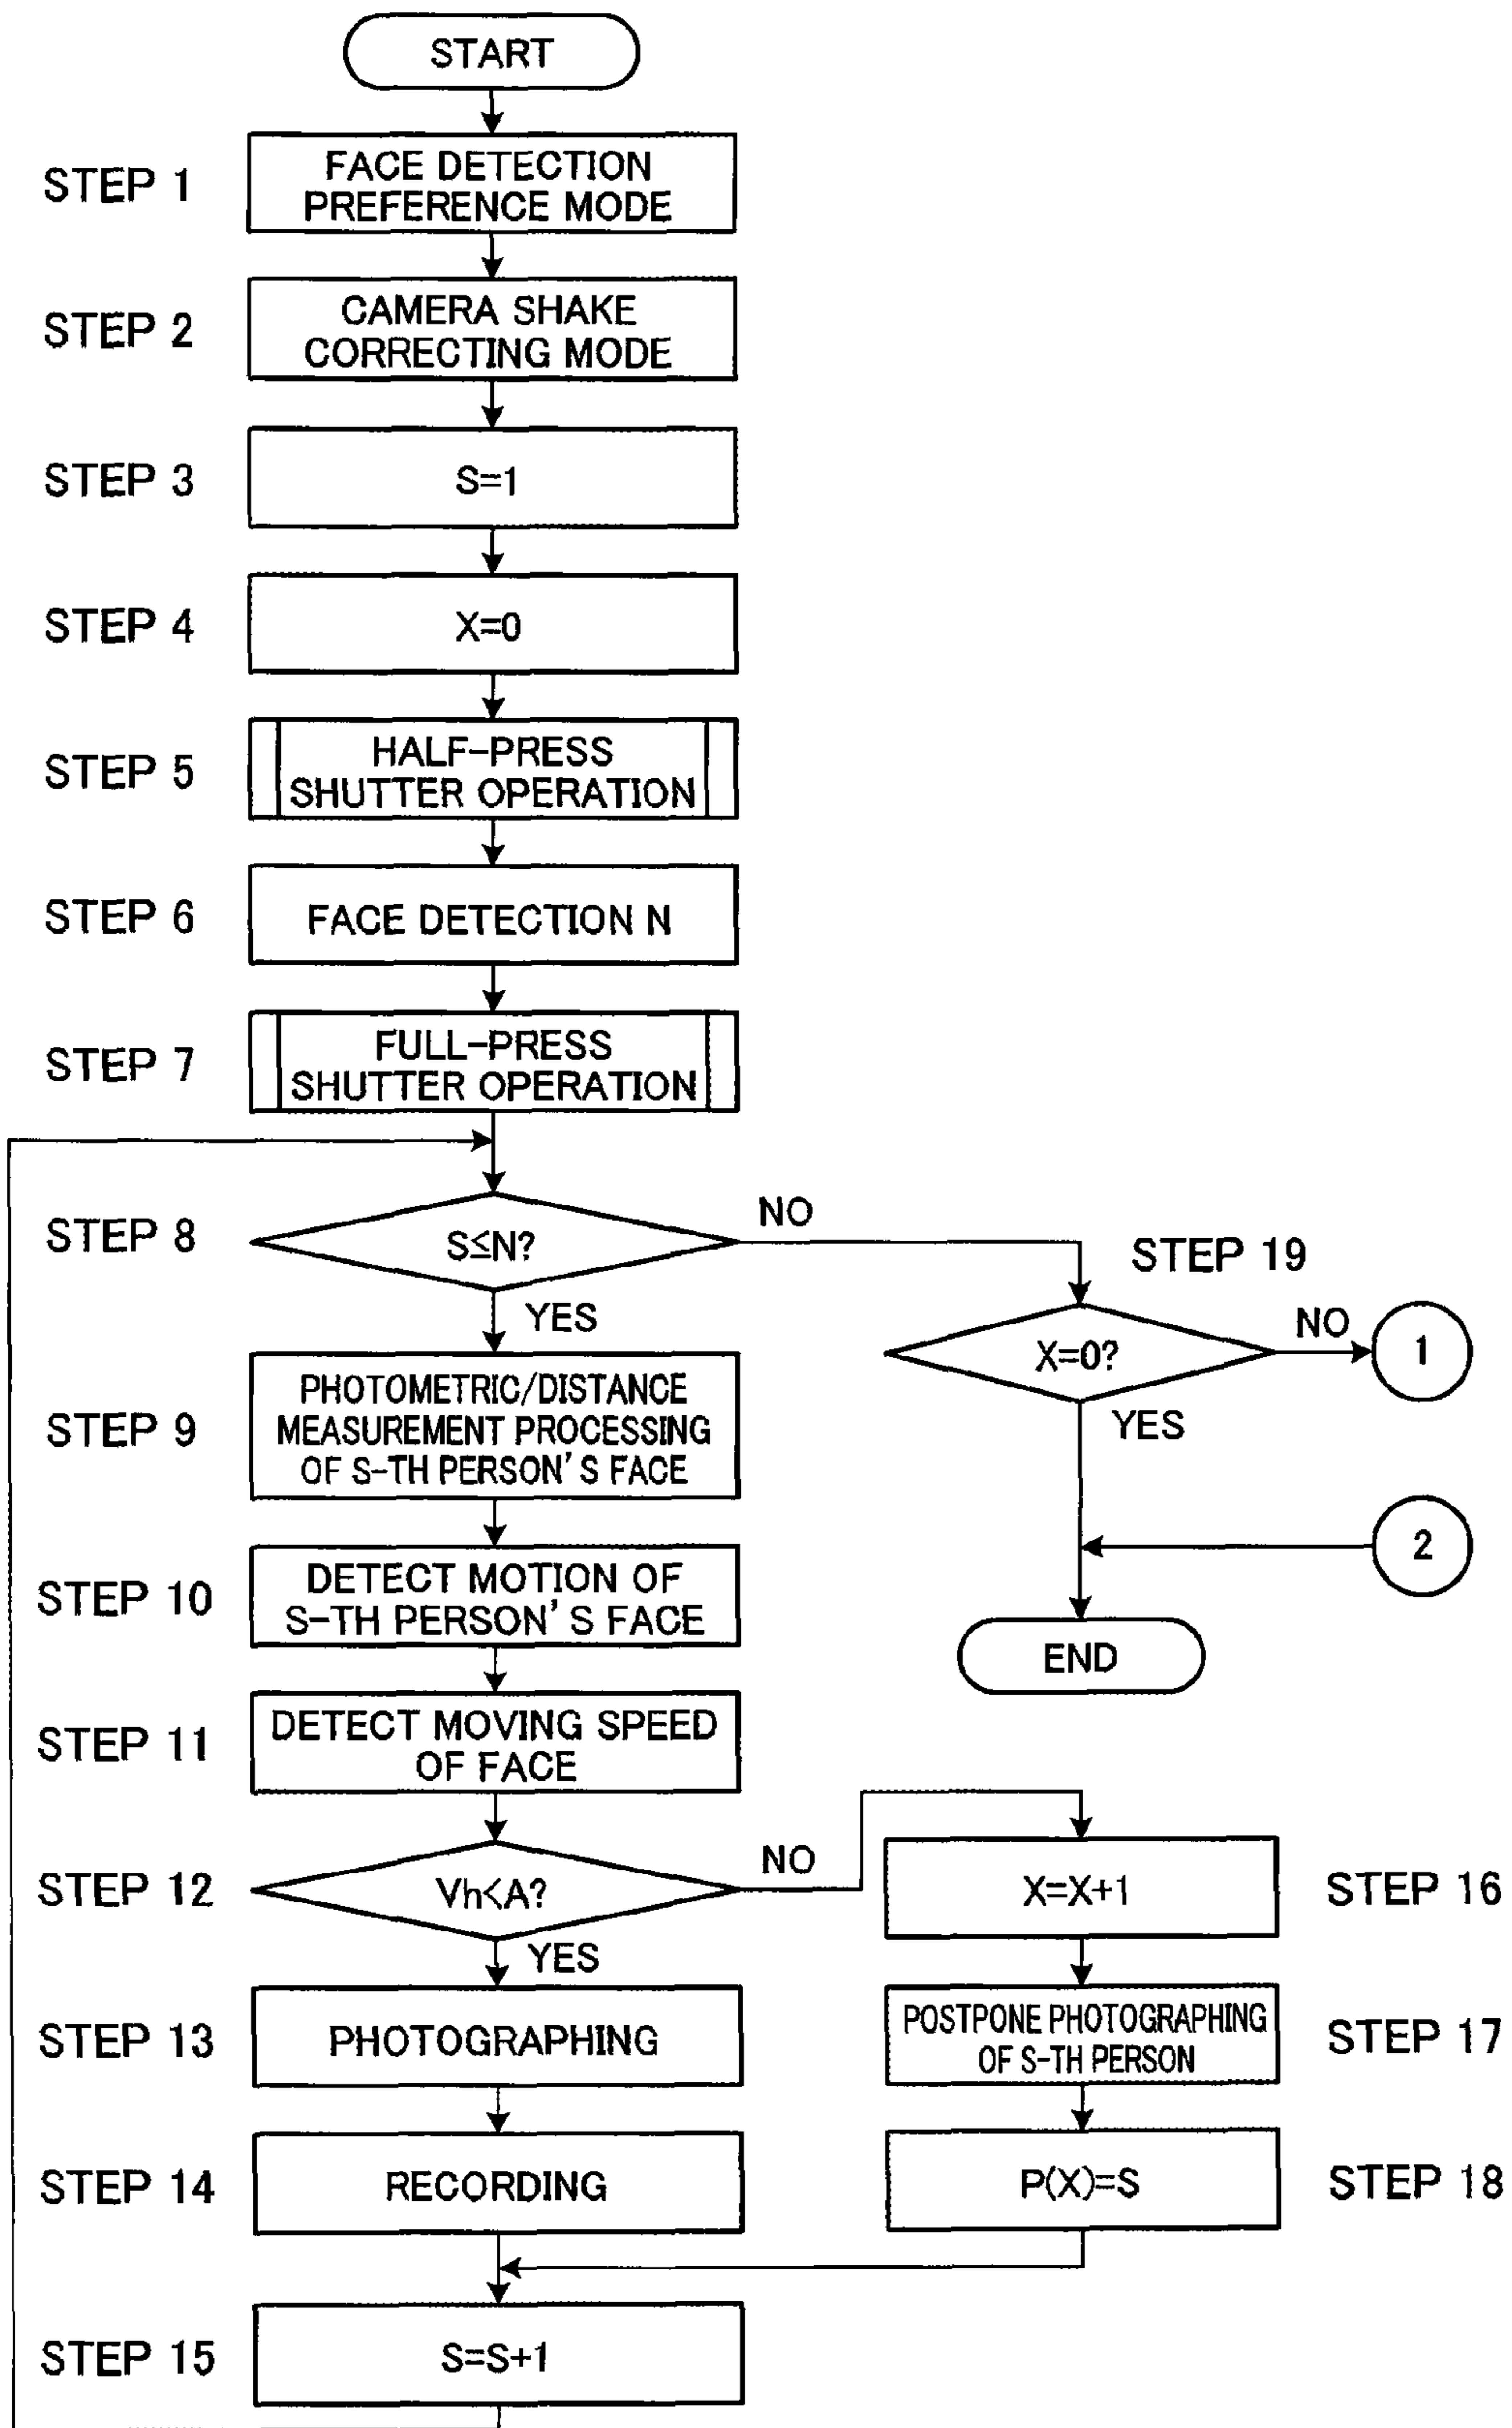 START
STEP 1
FACE DETECTION
PREFERENCE MODE
STEP 2
CAMERA SHAKE
CORRECTING MODE
STEP 3
S=1
STEP 4
X=0
STEP 5
HALF-PRESS
SHUTTER OPERATION
STEP 6
FACE DETECTION N
STEP 7
FULL-PRESS
SHUTTER OPERATION
STEP 8
S≤N?
NO
YES
STEP 19
X=0?
NO
1
YES
2
END
STEP 9
PHOTOMETRIC/DISTANCE
MEASUREMENT PROCESSING
OF S-TH PERSON'S FACE
STEP 10
DETECT MOTION OF
S-TH PERSON'S FACE
STEP 11
DETECT MOVING SPEED
OF FACE
STEP 12
Vh<A?
NO
YES
X=X+1
STEP 16
STEP 13
PHOTOGRAPHING
POSTPONE PHOTOGRAPHING
OF S-TH PERSON
STEP 17
STEP 14
RECORDING
P(X)=S
STEP 18
STEP 15
S=S+1